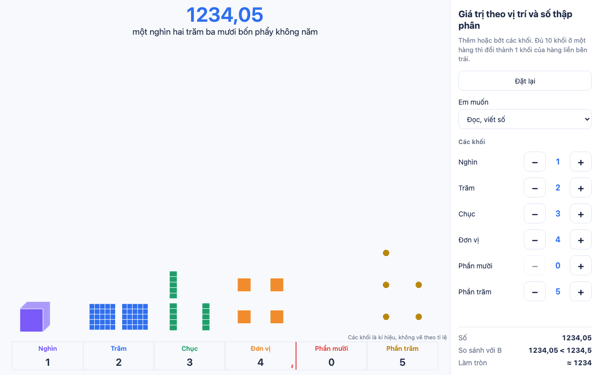 1234,05
một nghìn hai trăm ba mươi bốn phẩy không năm
Các khối là kí hiệu, không vẽ theo tỉ lệ
Nghìn Trăm Chục Đơn vị Phần mười Phần trăm
1 2 3 4 , 0 5
Giá trị theo vị trí và số thập
phân
Thêm hoặc bớt các khối. Đủ 10 khối ở một
hàng thì đổi thành 1 khối của hàng liền bên
trái.
Đặt lại
Em muốn
Đọc, viết số
Các khối
Nghìn − 1 +
Trăm − 2 +
Chục − 3 +
Đơn vị − 4 +
Phần mười − 0 +
Phần trăm − 5 +
Số 1234,05
So sánh với B 1234,05 < 1234,5
Làm tròn ≈ 1234